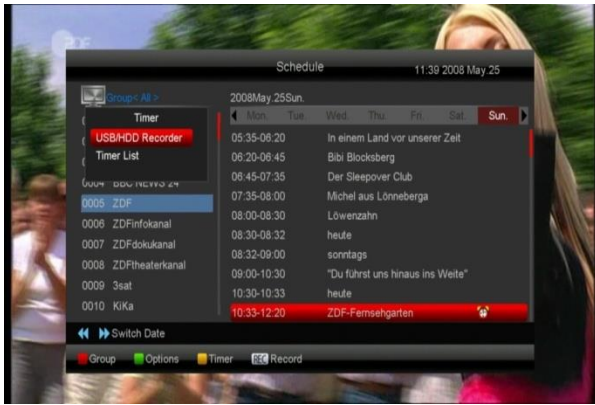 ZDF
Schedule
11:39 2008 May.25
Group< All >
2008May.25Sun.
Mon. Tue. Wed. Thu. Fri. Sat. Sun.
Timer
USB/HDD Recorder
Timer List
0004 BBC NEWS 24
0005 ZDF
0006 ZDFinfokanal
0007 ZDFdokukanal
0008 ZDFtheaterkanal
0009 3sat
0010 KiKa
05:35-06:20 In einem Land vor unserer Zeit
06:20-06:45 Bibi Blocksberg
06:45-07:35 Der Sleepover Club
07:35-08:00 Michel aus Lönneberga
08:00-08:30 Löwenzahn
08:30-08:32 heute
08:32-09:00 sonntags
09:00-10:30 "Du führst uns hinaus ins Weite"
10:30-10:33 heute
10:33-12:20 ZDF-Fernsehgarten
Switch Date
Group Options Timer REC Record